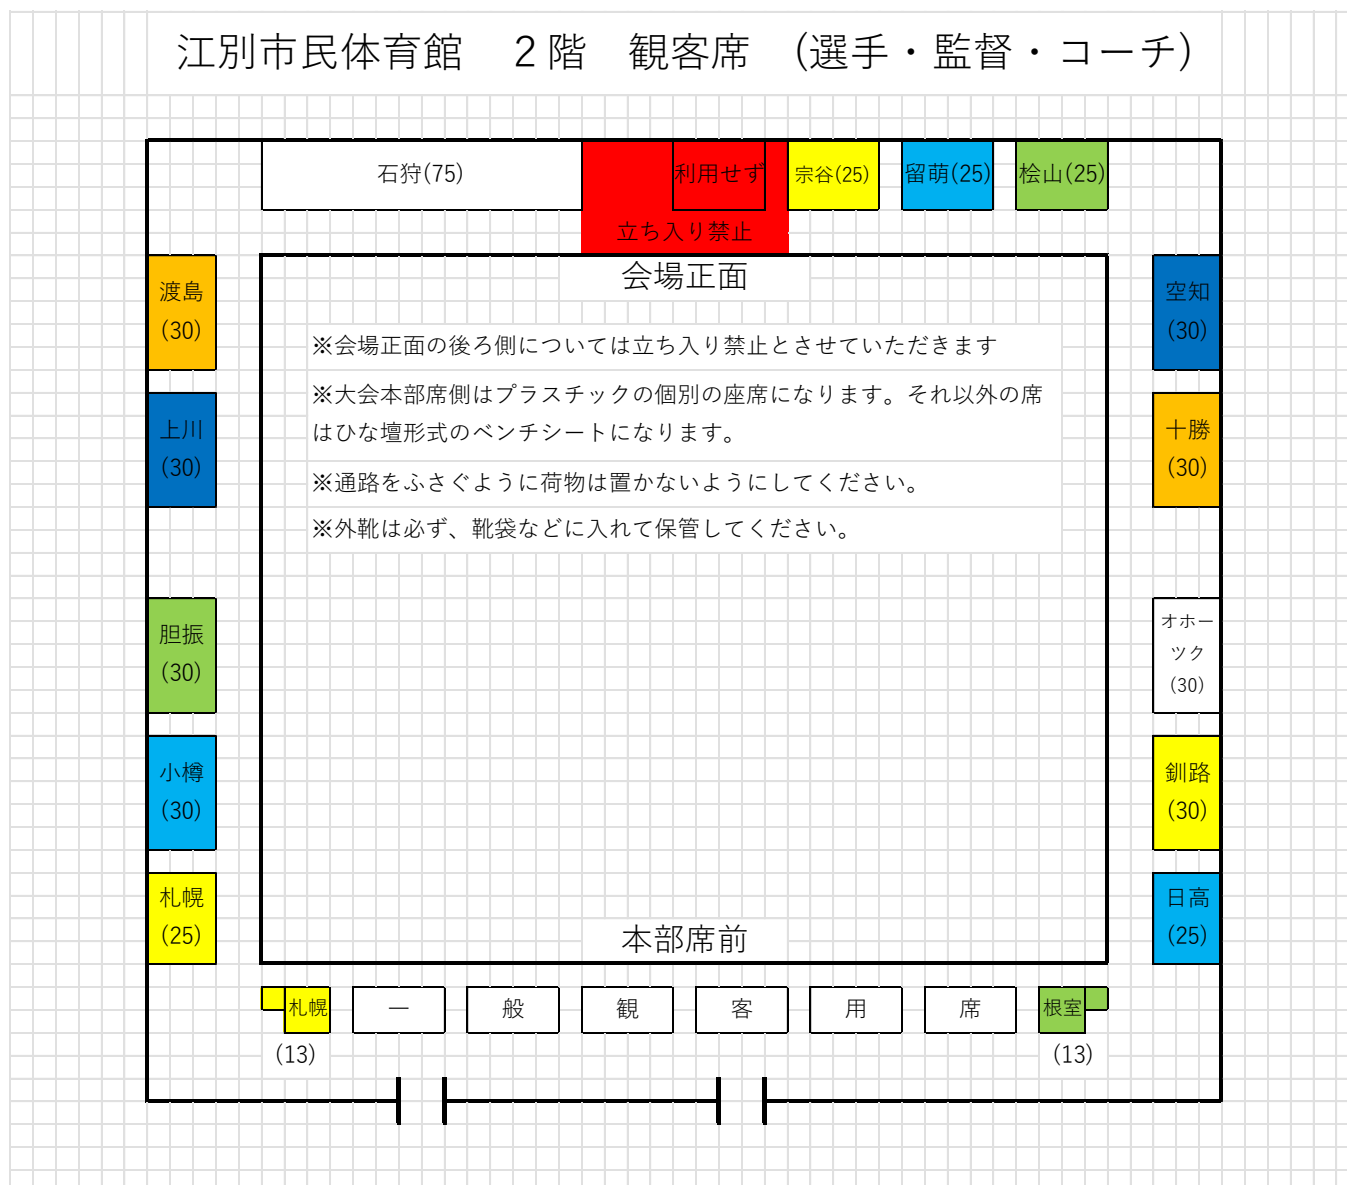 江別市民体育館　２階　観客席　(選手・監督・コーチ)
石狩(75)
利用せず
宗谷(25)
留萌(25)
桧山(25)
立ち入り禁止
会場正面
渡島
(30)
空知
(30)
※会場正面の後ろ側については立ち入り禁止とさせていただきます
※大会本部席側はプラスチックの個別の座席になります。それ以外の席
はひな壇形式のベンチシートになります。
※通路をふさぐように荷物は置かないようにしてください。
※外靴は必ず、靴袋などに入れて保管してください。
上川
(30)
十勝
(30)
胆振
(30)
オホー
ツク
(30)
小樽
(30)
釧路
(30)
札幌
(25)
日高
(25)
本部席前
札幌
一
般
観
客
用
席
根室
(13)
(13)